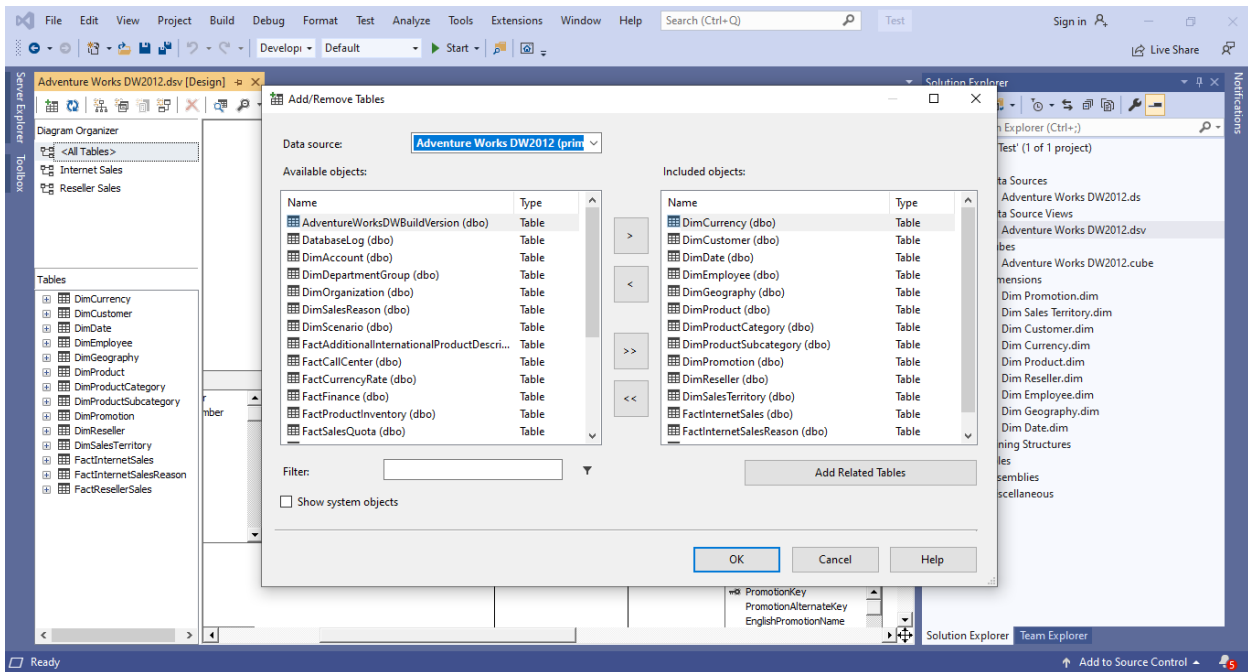 File Edit View Project Build Debug Format Test Analyze Tools Extensions Window Help Search (Ctrl+Q) Test Sign in
Developi Default Start Live Share
Server Explorer
Toolbox
Adventure Works DW2012.dsv [Design]
Diagram Organizer
<All Tables>
Internet Sales
Reseller Sales
Tables
DimCurrency
DimCustomer
DimDate
DimEmployee
DimGeography
DimProduct
DimProductCategory
DimProductSubcategory
DimPromotion
DimReseller
DimSalesTerritory
FactInternetSales
FactInternetSalesReason
FactResellerSales
r
mber
Add/Remove Tables
Data source: Adventure Works DW2012 (prim
Available objects:
Name Type
AdventureWorksDWBuildVersion (dbo) Table
DatabaseLog (dbo) Table
DimAccount (dbo) Table
DimDepartmentGroup (dbo) Table
DimOrganization (dbo) Table
DimSalesReason (dbo) Table
DimScenario (dbo) Table
FactAdditionalInternationalProductDescri... Table
FactCallCenter (dbo) Table
FactCurrencyRate (dbo) Table
FactFinance (dbo) Table
FactProductInventory (dbo) Table
FactSalesQuota (dbo) Table
>
<
>>
<<
Included objects:
Name Type
DimCurrency (dbo) Table
DimCustomer (dbo) Table
DimDate (dbo) Table
DimEmployee (dbo) Table
DimGeography (dbo) Table
DimProduct (dbo) Table
DimProductCategory (dbo) Table
DimProductSubcategory (dbo) Table
DimPromotion (dbo) Table
DimReseller (dbo) Table
DimSalesTerritory (dbo) Table
FactInternetSales (dbo) Table
FactInternetSalesReason (dbo) Table
Filter:
Add Related Tables
Show system objects
OK Cancel Help
PromotionKey
PromotionAlternateKey
EnglishPromotionName
Solution Explorer
n Explorer (Ctrl+;)
Test' (1 of 1 project)
ta Sources
Adventure Works DW2012.ds
ta Source Views
Adventure Works DW2012.dsv
bes
Adventure Works DW2012.cube
mensions
Dim Promotion.dim
Dim Sales Territory.dim
Dim Customer.dim
Dim Currency.dim
Dim Product.dim
Dim Reseller.dim
Dim Employee.dim
Dim Geography.dim
Dim Date.dim
ning Structures
les
semblies
scellaneous
Solution Explorer Team Explorer
Notifications
Ready Add to Source Control 5